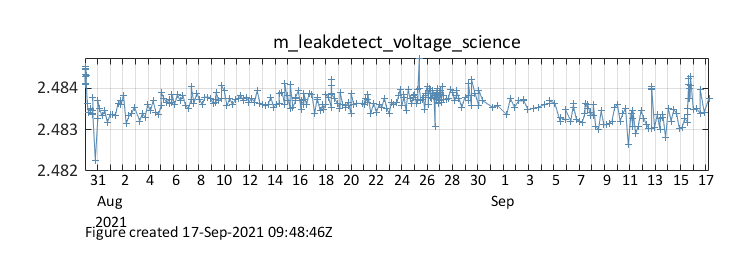 m_leakdetect_voltage_science
2.484
2.483
2.482
31 2 4 6 8 10 12 14 16 18 20 22 24 26 28 30 1 3 5 7 9 11 13 15 17
Aug Sep
2021
Figure created 17-Sep-2021 09:48:46Z